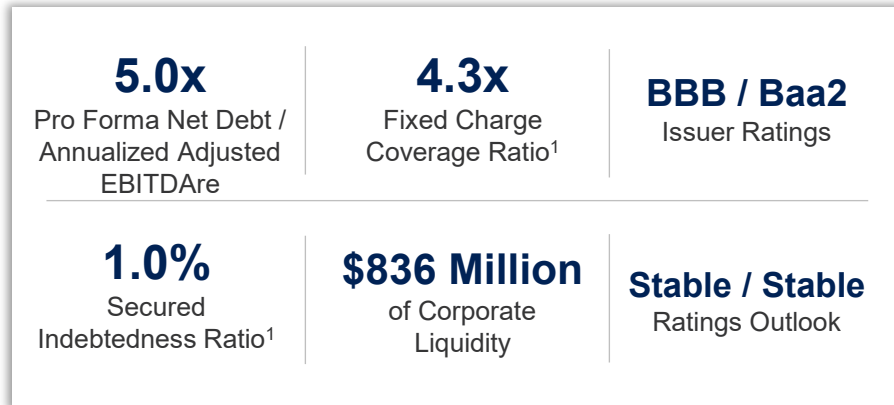 5.0x
Pro Forma Net Debt /
Annualized Adjusted
EBITDAre
4.3x
Fixed Charge
Coverage Ratio¹
BBB / Baa2
Issuer Ratings
1.0%
Secured
Indebtedness Ratio¹
$836 Million
of Corporate
Liquidity
Stable / Stable
Ratings Outlook